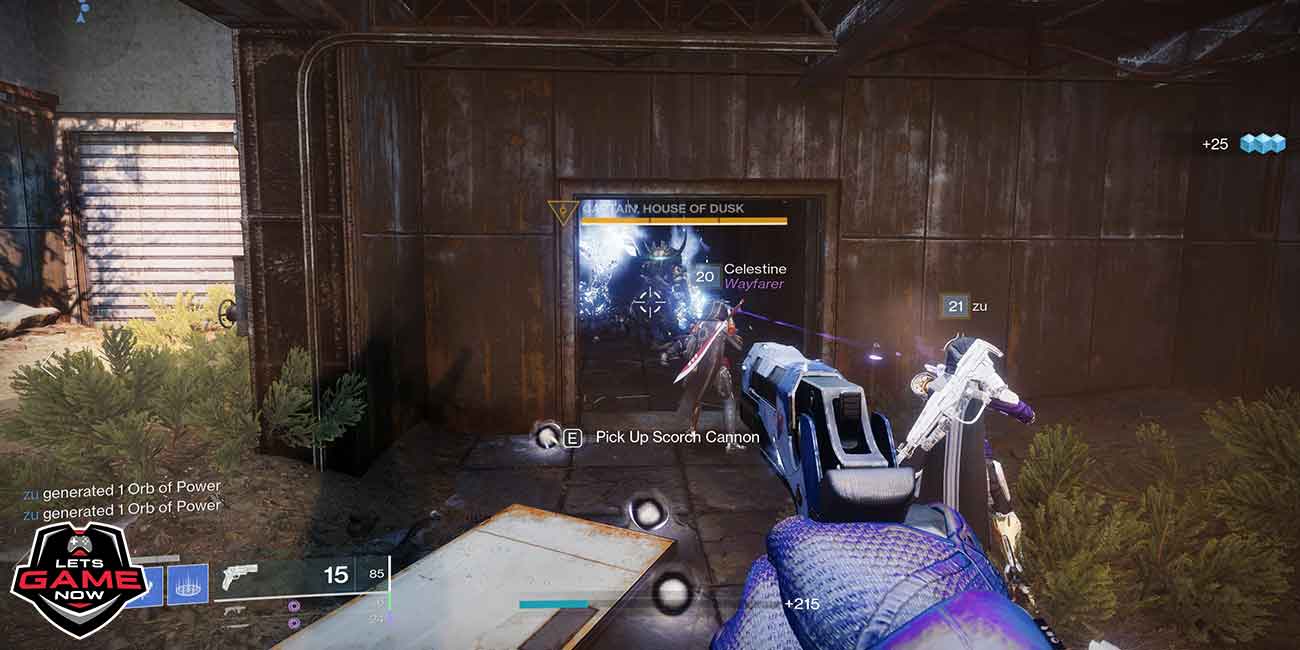 +25
CAPTAIN, HOUSE OF DUSK
20 Celestine
Wayfarer
21 zu
E Pick Up Scorch Cannon
zu generated 1 Orb of Power
zu generated 1 Orb of Power
15 85
24
+215
LETS
GAME
NOW